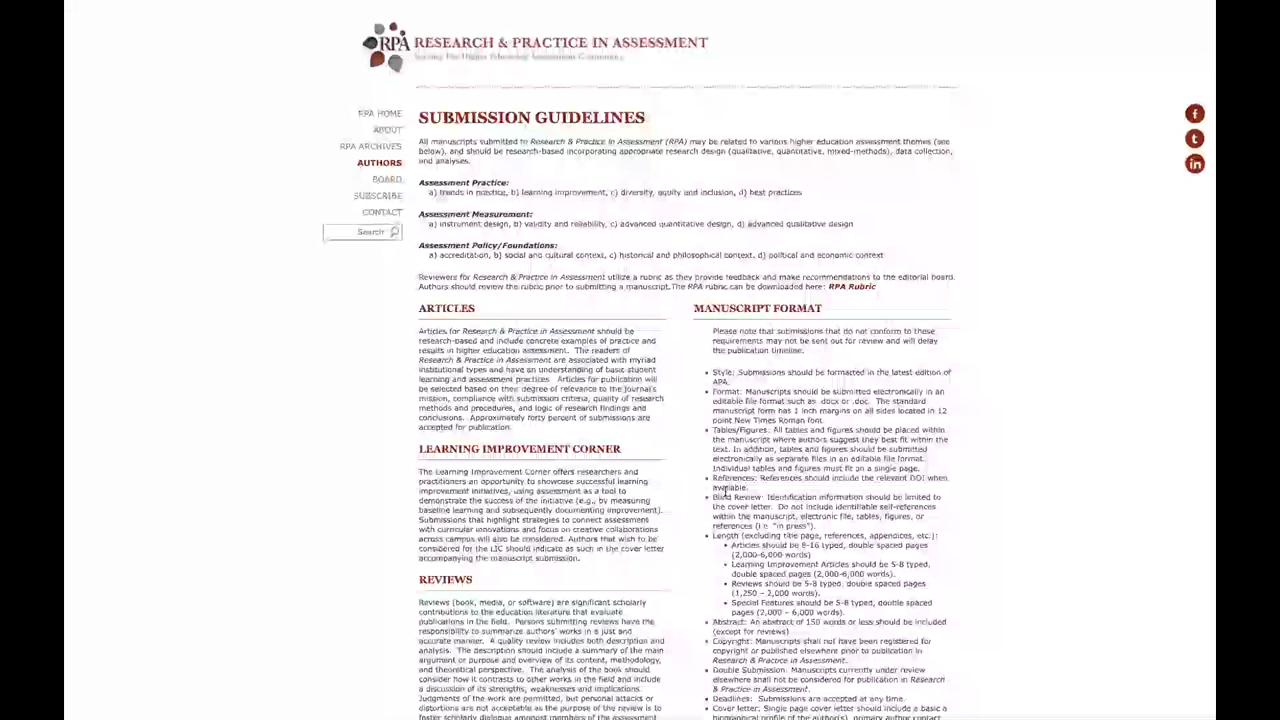 RPA RESEARCH & PRACTICE IN ASSESSMENT
Serving The Higher Education Assessment Community
RPA HOME
ABOUT
RPA ARCHIVES
AUTHORS
BOARD
SUBSCRIBE
CONTACT
Search
SUBMISSION GUIDELINES
All manuscripts submitted to Research & Practice in Assessment (RPA) may be related to various higher education assessment themes (see
below), and should be research-based incorporating appropriate research design (qualitative, quantitative, mixed-methods), data collection,
and analyses.
Assessment Practice:
a) trends in practice, b) learning improvement, c) diversity, equity and inclusion, d) best practices
Assessment Measurement:
a) instrument design, b) validity and reliability, c) advanced quantitative design, d) advanced qualitative design
Assessment Policy/Foundations:
a) accreditation, b) social and cultural context, c) historical and philosophical context, d) political and economic context
Reviewers for Research & Practice in Assessment utilize a rubric as they provide feedback and make recommendations to the editorial board.
Authors should review the rubric prior to submitting a manuscript.The RPA rubric can be downloaded here: RPA Rubric
ARTICLES
Articles for Research & Practice in Assessment should be
research-based and include concrete examples of practice and
results in higher education assessment. The readers of
Research & Practice in Assessment are associated with myriad
institutional types and have an understanding of basic student
learning and assessment practices. Articles for publication will
be selected based on their degree of relevance to the journal's
mission, compliance with submission criteria, quality of research
methods and procedures, and logic of research findings and
conclusions. Approximately forty percent of submissions are
accepted for publication.
LEARNING IMPROVEMENT CORNER
The Learning Improvement Corner offers researchers and
practitioners an opportunity to showcase successful learning
improvement initiatives, using assessment as a tool to
demonstrate the success of the initiative (e.g., by measuring
baseline learning and subsequently documenting improvement).
Submissions that highlight strategies to connect assessment
with curricular innovations and focus on creative collaborations
across campus will also be considered. Authors that wish to be
considered for the LIC should indicate as such in the cover letter
accompanying the manuscript submission.
REVIEWS
Reviews (book, media, or software) are significant scholarly
contributions to the education literature that evaluate
publications in the field. Persons submitting reviews have the
responsibility to summarize authors' works in a just and
accurate manner. A quality review includes both description and
analysis. The description should include a summary of the main
argument or purpose and overview of its content, methodology,
and theoretical perspective. The analysis of the book should
consider how it contrasts to other works in the field and include
a discussion of its strengths, weaknesses and implications.
Judgments of the work are permitted, but personal attacks or
distortions are not acceptable as the purpose of the review is to
foster scholarly dialogue amongst members of the assessment
MANUSCRIPT FORMAT
Please note that submissions that do not conform to these
requirements may not be sent out for review and will delay
the publication timeline.
Style: Submissions should be formatted in the latest edition of
APA.
Format: Manuscripts should be submitted electronically in an
editable file format such as .docx or .doc. The standard
manuscript form has 1 inch margins on all sides located in 12
point New Times Roman font.
Tables/Figures: All tables and figures should be placed within
the manuscript where authors suggest they best fit within the
text. In addition, tables and figures should be submitted
electronically as separate files in an editable file format.
Individual tables and figures must fit on a single page.
References: References should include the relevant DOI when
available.
Blind Review: Identification information should be limited to
the cover letter. Do not include identifiable self-references
within the manuscript, electronic file, tables, figures, or
references (i.e. "in press").
Length (excluding title page, references, appendices, etc.):
Articles should be 8-16 typed, double spaced pages
(2,000-6,000 words)
Learning Improvement Articles should be 5-8 typed,
double spaced pages (2,000-6,000 words).
Reviews should be 5-8 typed, double spaced pages
(1,250 – 2,000 words).
Special Features should be 5-8 typed, double spaced
pages (2,000 – 6,000 words).
Abstract: An abstract of 150 words or less should be included
(except for reviews)
Copyright: Manuscripts shall not have been registered for
copyright or published elsewhere prior to publication in
Research & Practice in Assessment.
Double Submission: Manuscripts currently under review
elsewhere shall not be considered for publication in Research
& Practice in Assessment.
Deadlines: Submissions are accepted at any time.
Cover letter: Single page cover letter should include a basic a
biographical profile of the author(s), primary author contact
f
t
in